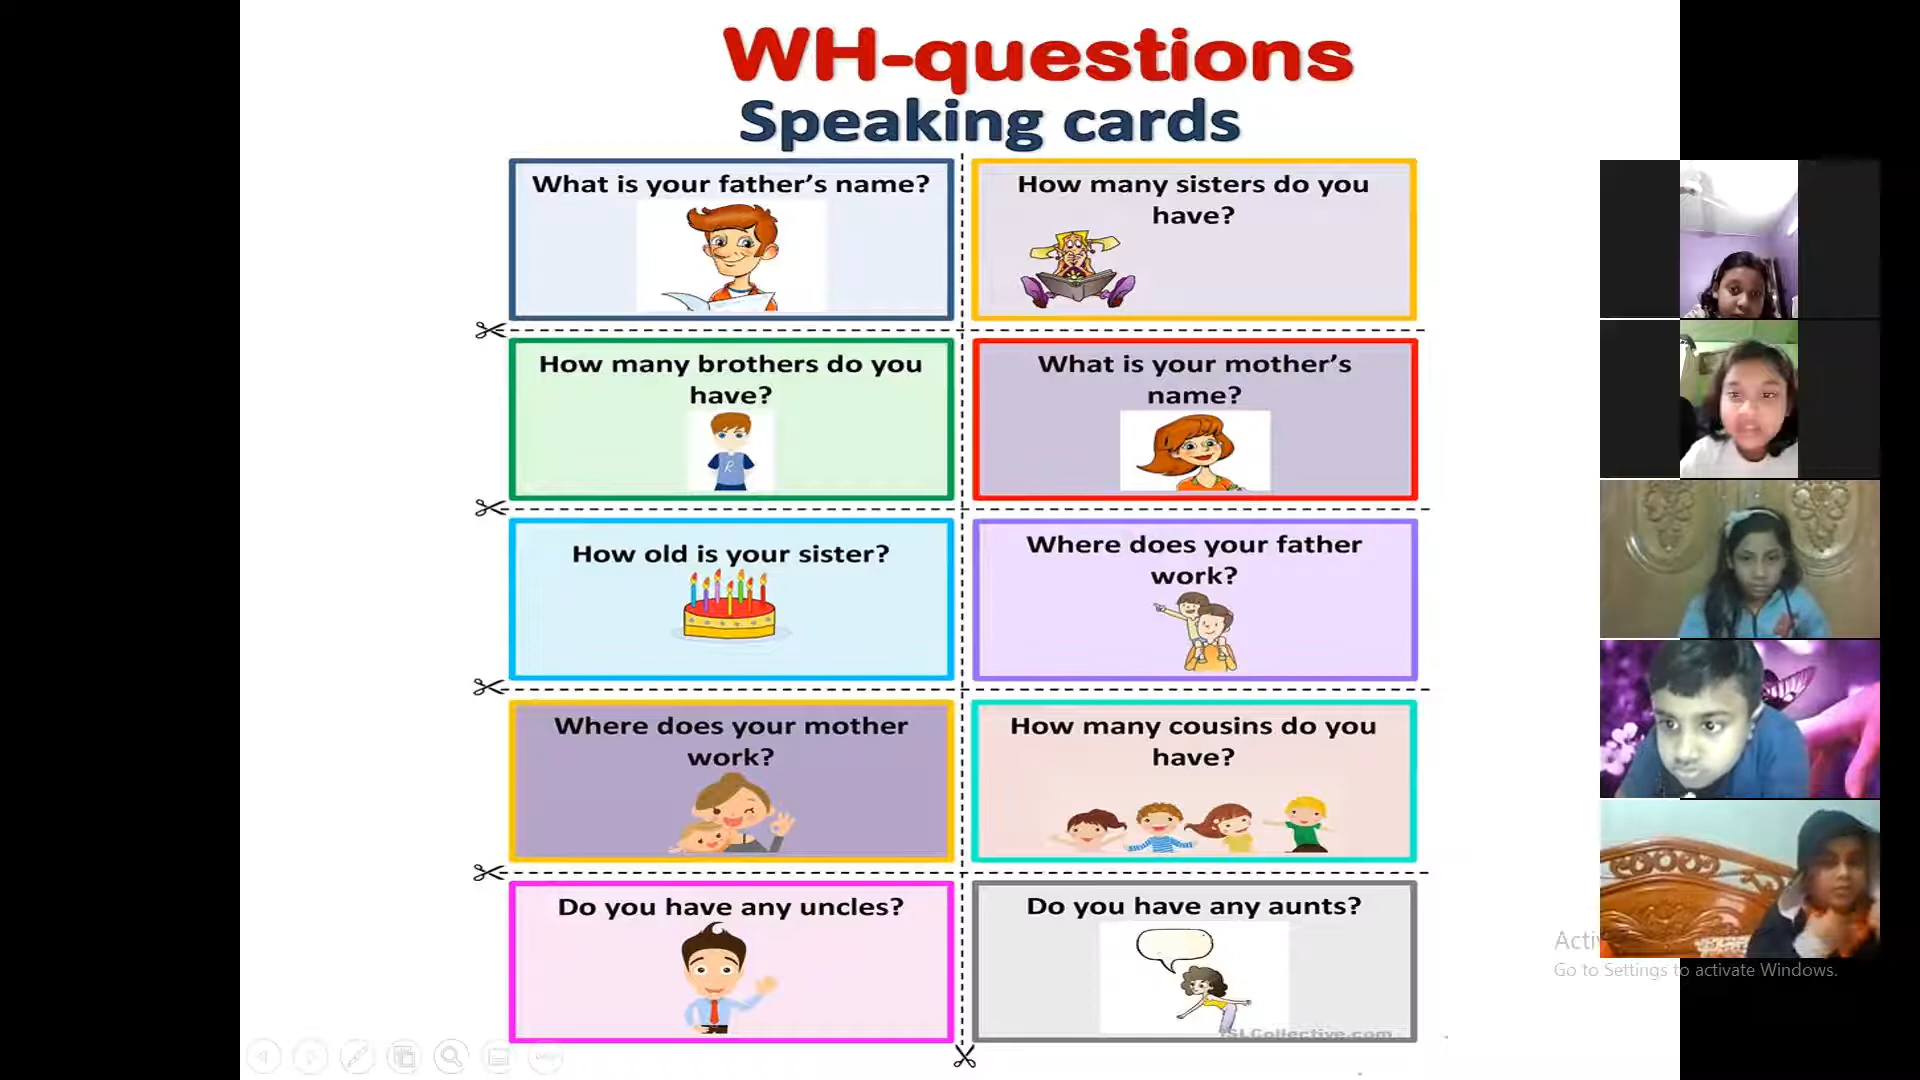 WH-questions
Speaking cards
What is your father's name?
How many sisters do you
have?
How many brothers do you
have?
What is your mother's
name?
R
How old is your sister?
Where does your father
work?
Where does your mother
work?
How many cousins do you
have?
Do you have any uncles?
Do you have any aunts?
iSLCollective.com
Go to Settings to activate Windows.